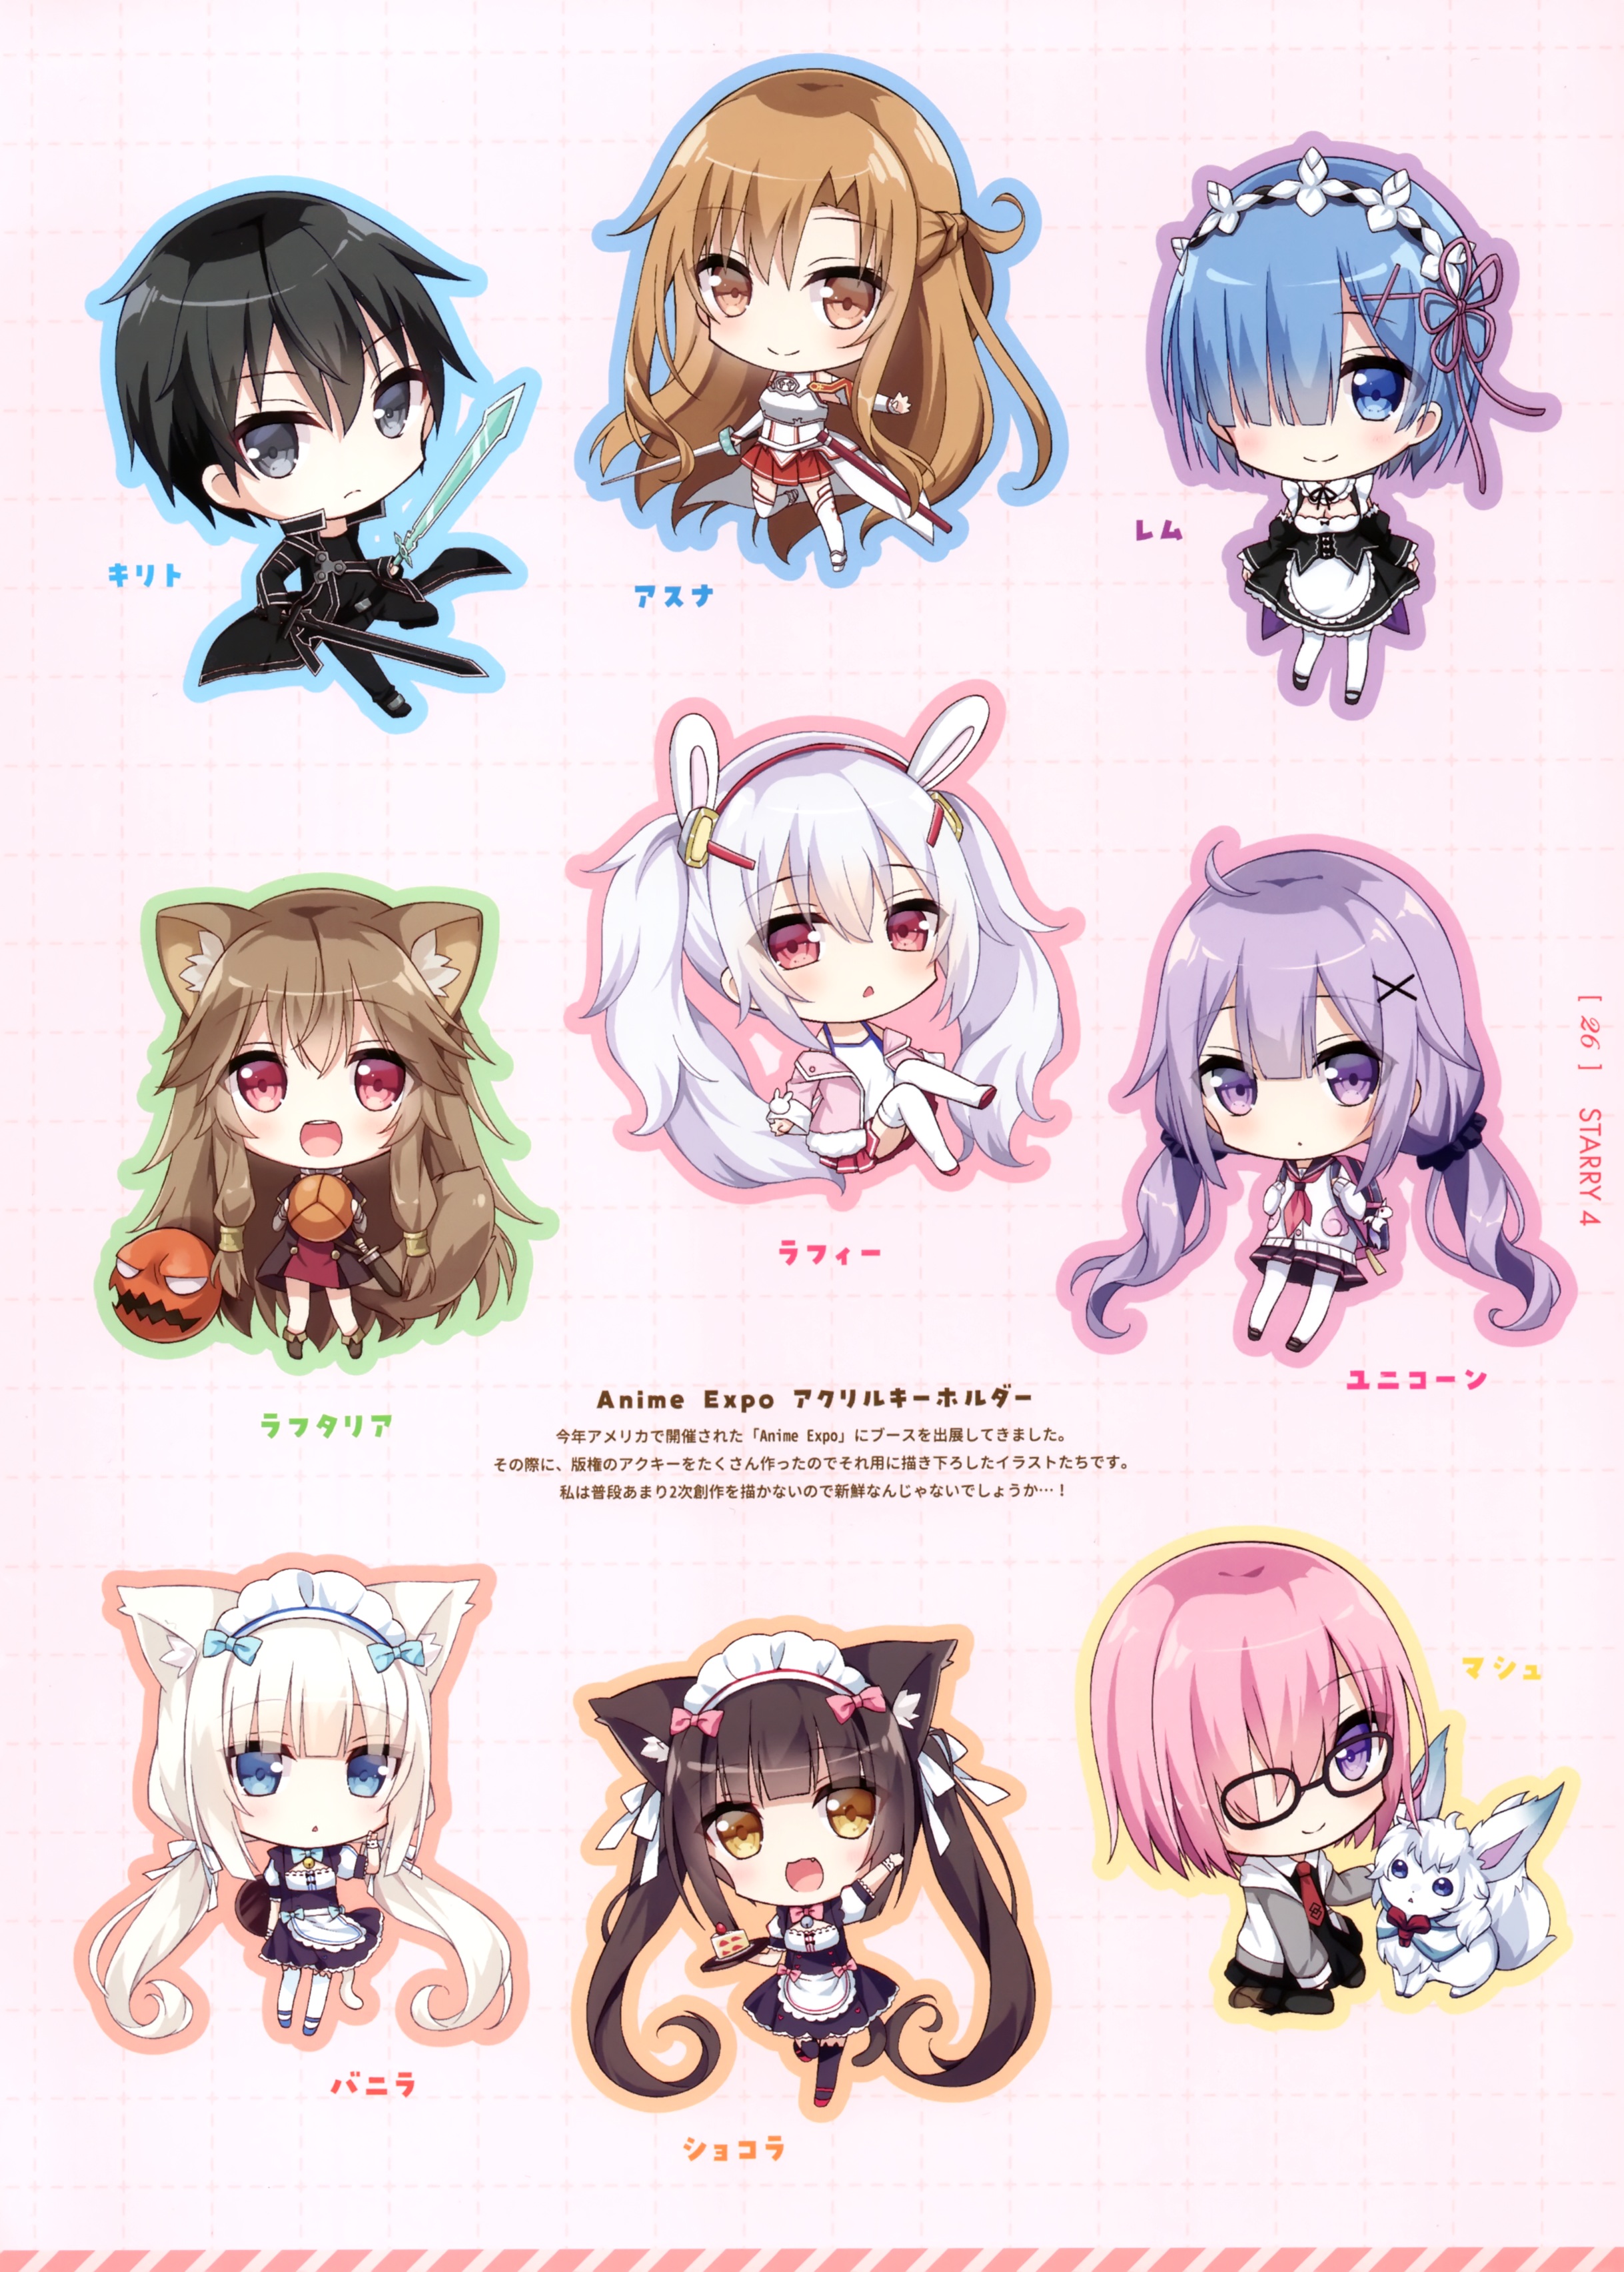 キリト
アスナ
レム
ラフタリア
ラフィー
ユニコーン
[26] STARRY 4
Anime Expo アクリルキーホルダー
今年アメリカで開催された「Anime Expo」にブースを出展してきました。
その際に、版権のアクキーをたくさん作ったのでそれ用に描き下ろしたイラストたちです。
私は普段あまり2次創作を描かないので新鮮なんじゃないでしょうか…！
バニラ
ショコラ
マシュ